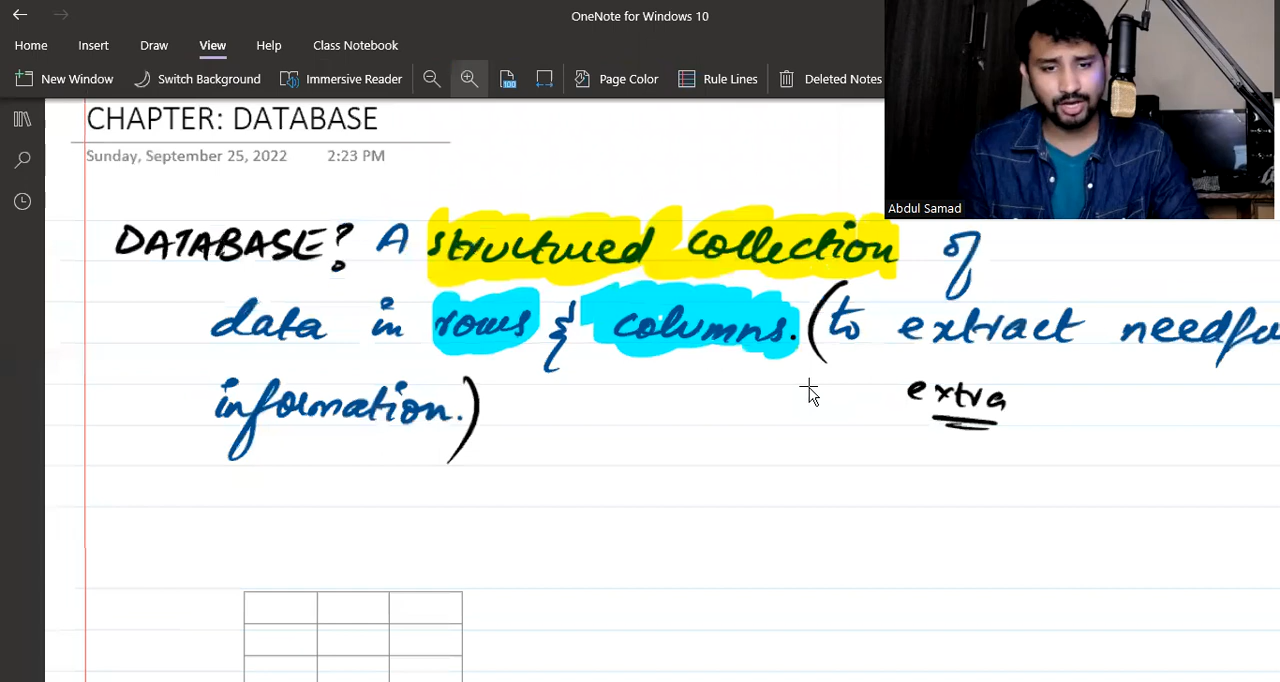 OneNote for Windows 10
Home Insert Draw View Help Class Notebook
New Window Switch Background Immersive Reader 100 Page Color Rule Lines Deleted Notes
CHAPTER: DATABASE
Sunday, September 25, 2022 2:23 PM
Abdul Samad
DATABASE? A structured collection of
data in rows & columns. (to extract needfu
information.)
extra